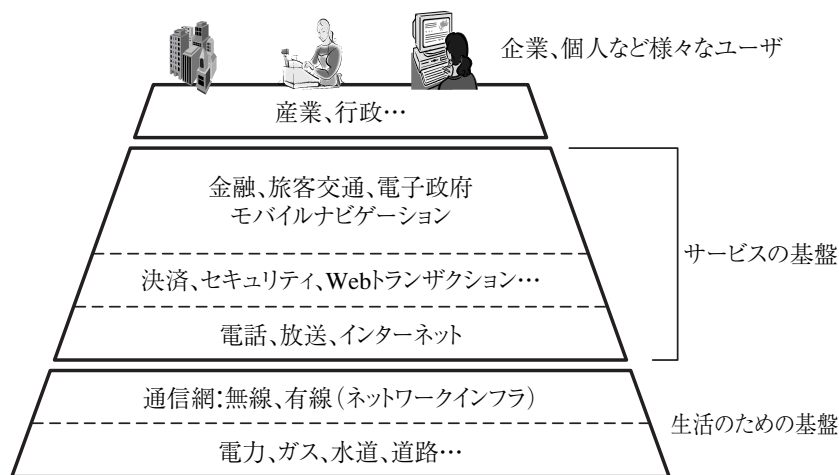 企業、個人など様々なユーザ
産業、行政…
金融、旅客交通、電子政府
モバイルナビゲーション
サービスの基盤
決済、セキュリティ、Webトランザクション…
電話、放送、インターネット
通信網:無線、有線(ネットワークインフラ)
生活のための基盤
電力、ガス、水道、道路…